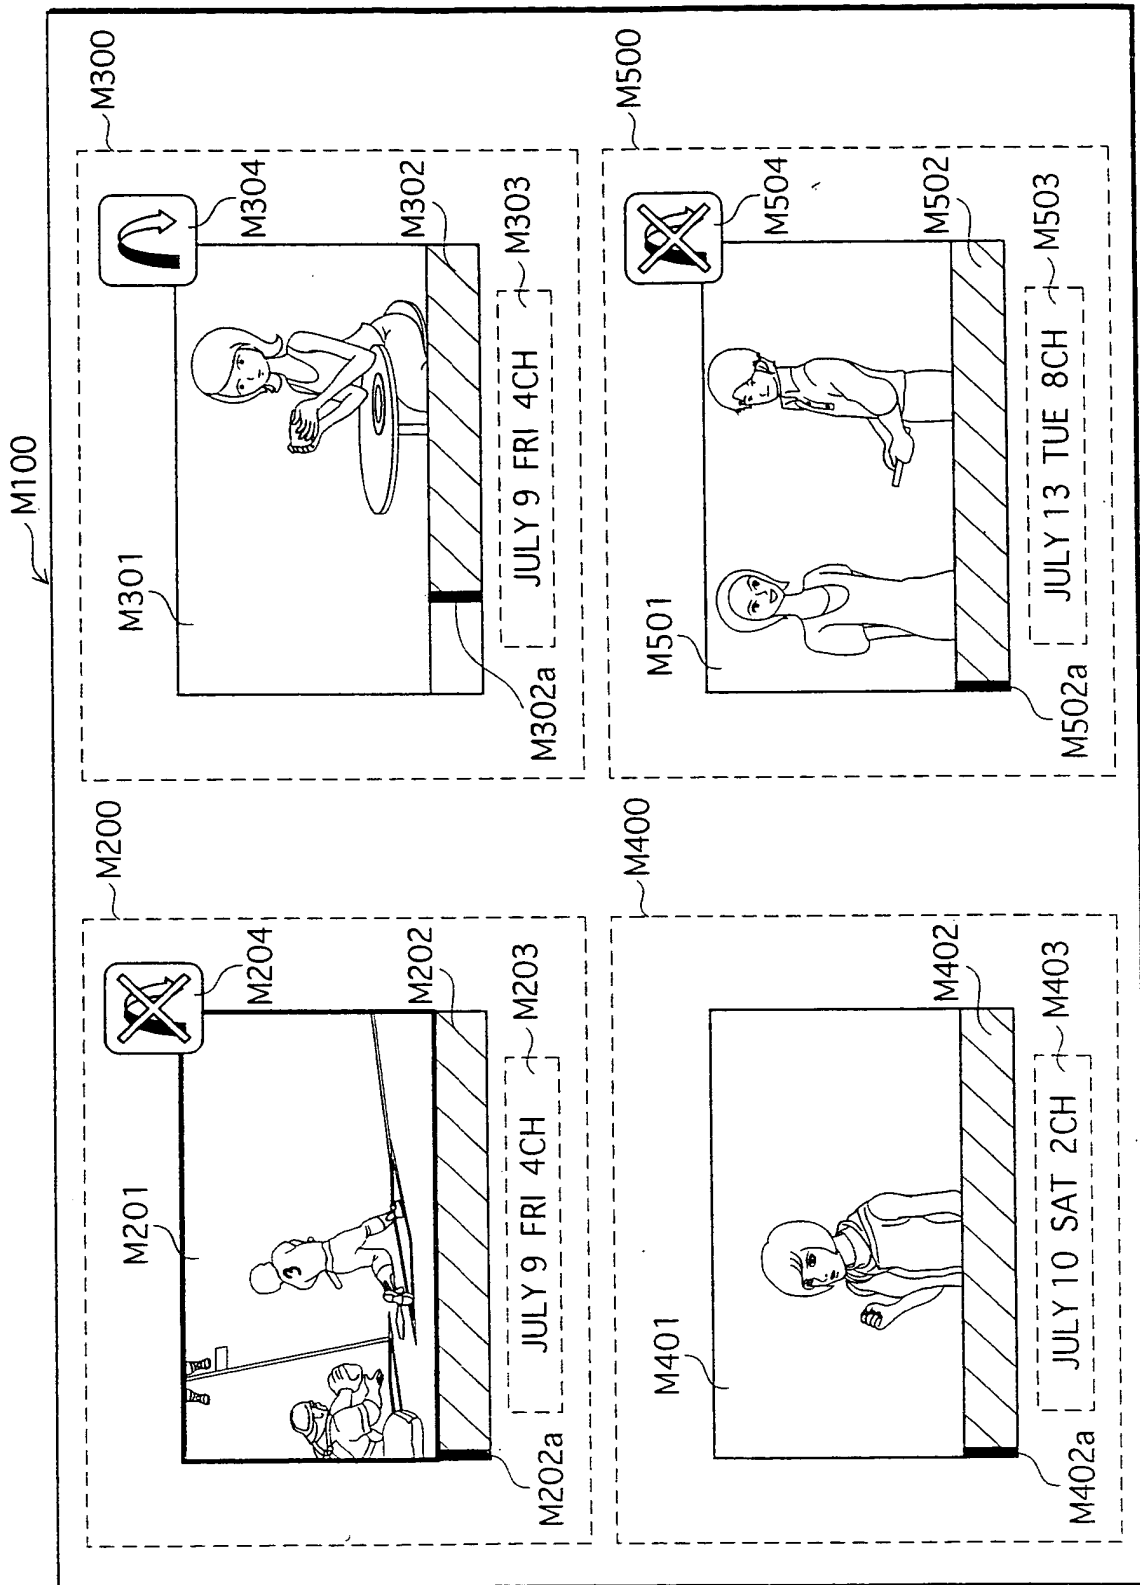 M100
M200
M201
M204
M202
M203
JULY 9 FRI 4CH
M202a
M300
M301
M304
M302
M303
JULY 9 FRI 4CH
M302a
M400
M401
M402
M403
JULY 10 SAT 2CH
M402a
M500
M501
M504
M502
M503
JULY 13 TUE 8CH
M502a
3